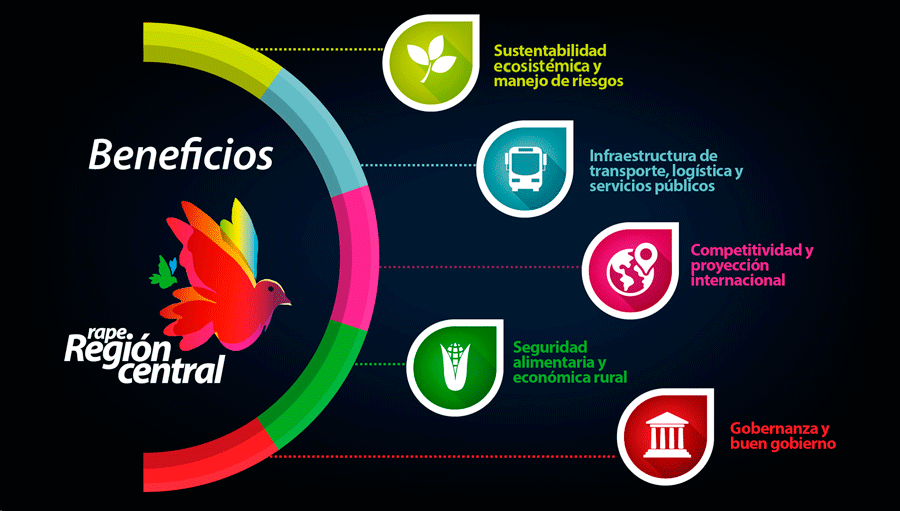 Beneficios
rape
Región
central
Sustentabilidad
ecosistémica y
manejo de riesgos
Infraestructura de
transporte, logística y
servicios públicos
Competitividad y
proyección
internacional
Seguridad
alimentaria y
económica rural
Gobernanza y
buen gobierno